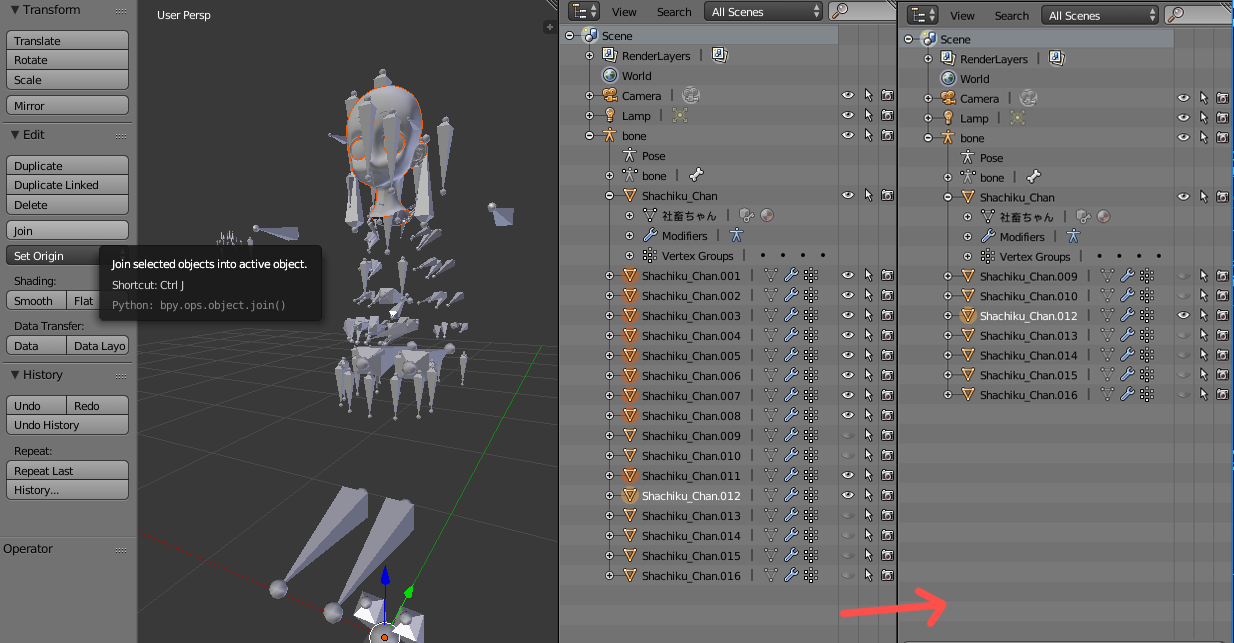 Transform
Translate
Rotate
Scale
Mirror
Edit
Duplicate
Duplicate Linked
Delete
Join
Set Origin
Shading:
Smooth
Flat
Data Transfer:
Data
Data Layo
History
Undo
Redo
Undo History
Repeat:
Repeat Last
History...
Operator
User Persp
Join selected objects into active object.
Shortcut: Ctrl J
Python: bpy.ops.object.join()
View
Search
All Scenes
Scene
RenderLayers
World
Camera
Lamp
bone
Pose
bone
Shachiku_Chan
社畜ちゃん
Modifiers
Vertex Groups
Shachiku_Chan.001
Shachiku_Chan.002
Shachiku_Chan.003
Shachiku_Chan.004
Shachiku_Chan.005
Shachiku_Chan.006
Shachiku_Chan.007
Shachiku_Chan.008
Shachiku_Chan.009
Shachiku_Chan.010
Shachiku_Chan.011
Shachiku_Chan.012
Shachiku_Chan.013
Shachiku_Chan.014
Shachiku_Chan.015
Shachiku_Chan.016
View
Search
All Scenes
Scene
RenderLayers
World
Camera
Lamp
bone
Pose
bone
Shachiku_Chan
社畜ちゃん
Modifiers
Vertex Groups
Shachiku_Chan.009
Shachiku_Chan.010
Shachiku_Chan.012
Shachiku_Chan.013
Shachiku_Chan.014
Shachiku_Chan.015
Shachiku_Chan.016